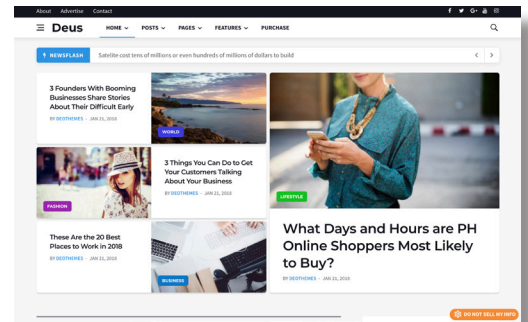 About Advertise Contact
Deus
HOME POSTS PAGES FEATURES PURCHASE
NEWSFLASH
Satelite cost tens of millions or even hundreds of millions of dollars to build
3 Founders With Booming
Businesses Share Stories
About Their Difficult Early
BY DEOTHEMES - JAN 21, 2018
WORLD
FASHION
3 Things You Can Do to Get
Your Customers Talking
About Your Business
BY DEOTHEMES - JAN 21, 2018
These Are the 20 Best
Places to Work in 2018
BY DEOTHEMES - JAN 21, 2018
BUSINESS
LIFESTYLE
What Days and Hours are PH
Online Shoppers Most Likely
to Buy?
BY DEOTHEMES - JAN 21, 2018
DO NOT SELL MY INFO